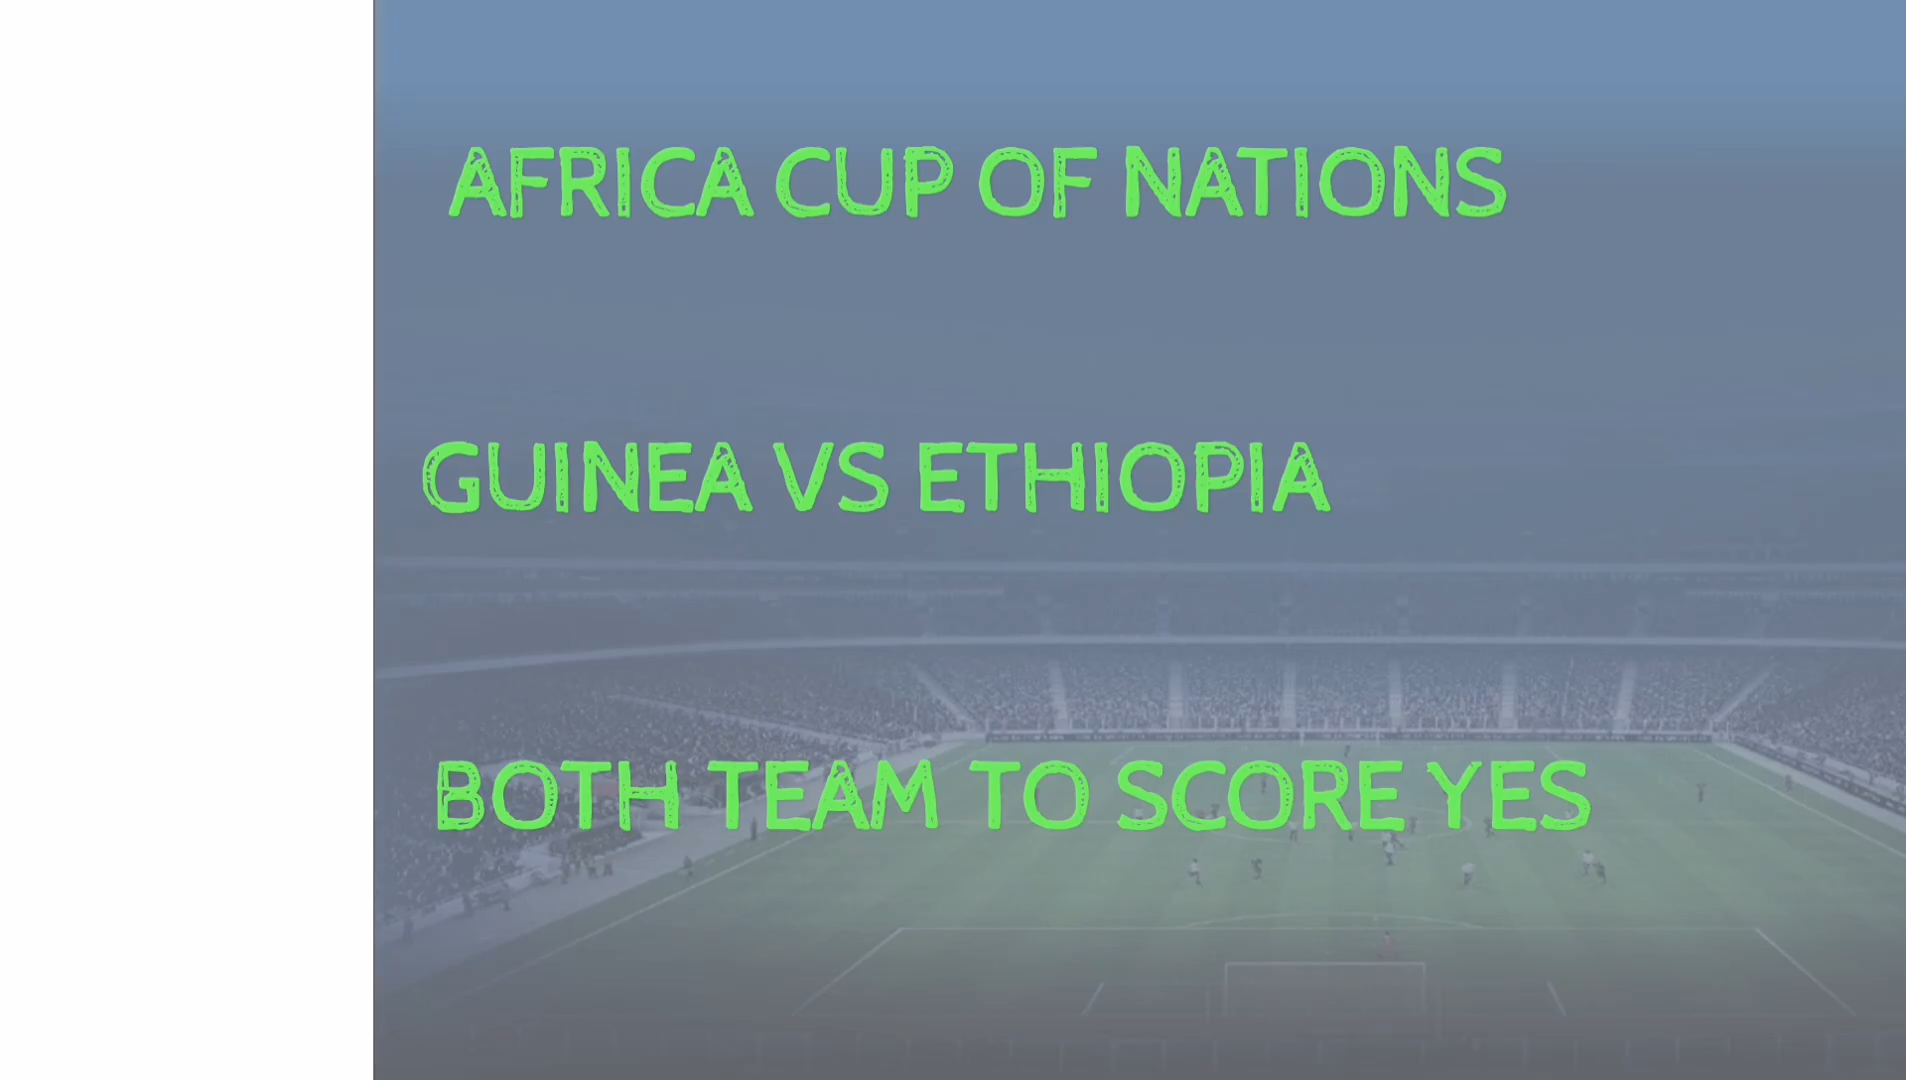 AFRICA CUP OF NATIONS
GUINEA VS ETHIOPIA
BOTH TEAM TO SCORE YES